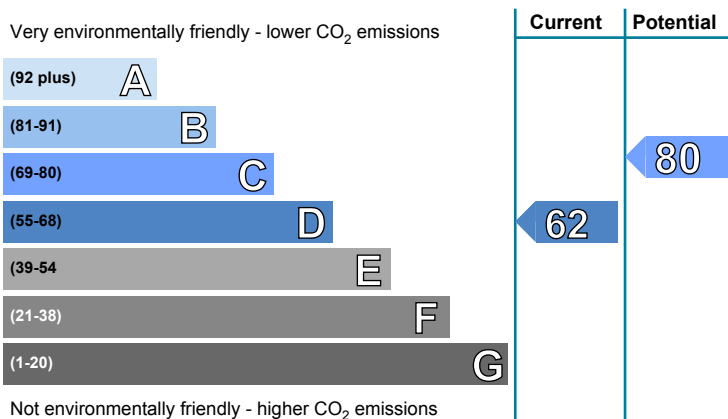 Very environmentally friendly - lower CO2 emissions
Current
Potential
(92 plus) A
(81-91) B
(69-80) C
80
(55-68) D
62
(39-54 E
(21-38) F
(1-20) G
Not environmentally friendly - higher CO2 emissions